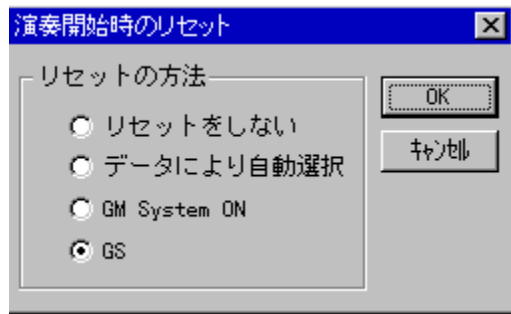 演奏開始時のリセット
リセットの方法
OK
リセットをしない
キャンセル
データにより自動選択
GM System ON
GS